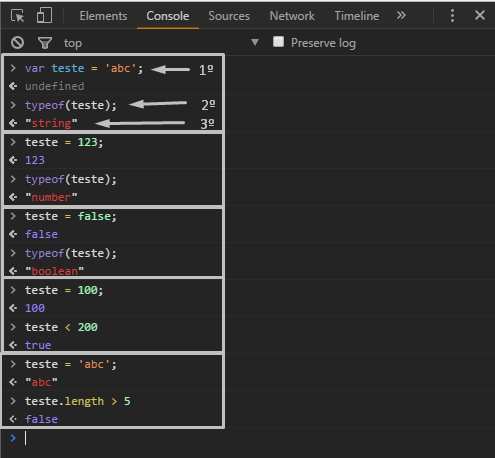 Elements Console Sources Network Timeline »
top Preserve log
> var teste = 'abc'; 1º
undefined
> typeof(teste); 2º
"string" 3º
> teste = 123;
123
> typeof(teste);
"number"
> teste = false;
false
> typeof(teste);
"boolean"
> teste = 100;
100
> teste < 200
true
> teste = 'abc';
"abc"
> teste.length > 5
false
>